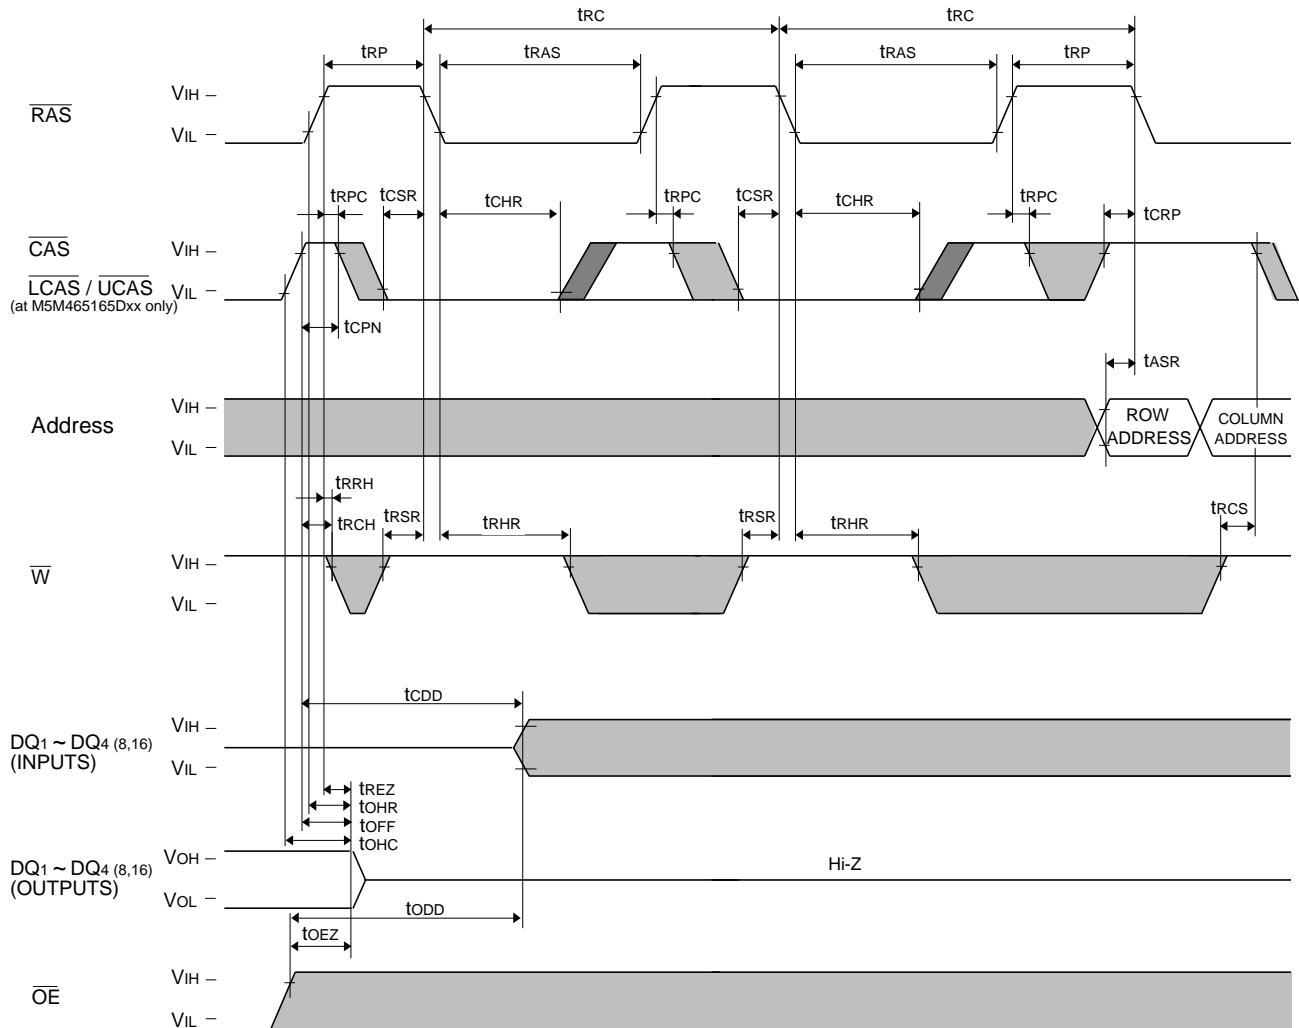 tRC tRC
tRP tRAS tRAS tRP
RAS
VIH
VIL
tRPC tCSR tCHR tRPC tCSR tCHR tRPC tCRP
CAS
LCAS / UCAS
(at M5M465165Dxx only)
VIH
VIL
tCPN
tASR
Address
VIH
VIL
ROW
ADDRESS
COLUMN
ADDRESS
tRRH
tRCH tRSR tRHR tRSR tRHR tRCS
W
VIH
VIL
tCDD
DQ1 ~ DQ4 (8,16)
(INPUTS)
VIH
VIL
tREZ
tOHR
tOFF
tOHC
DQ1 ~ DQ4 (8,16)
(OUTPUTS)
VOH
VOL
Hi-Z
tODD
tOEZ
OE
VIH
VIL